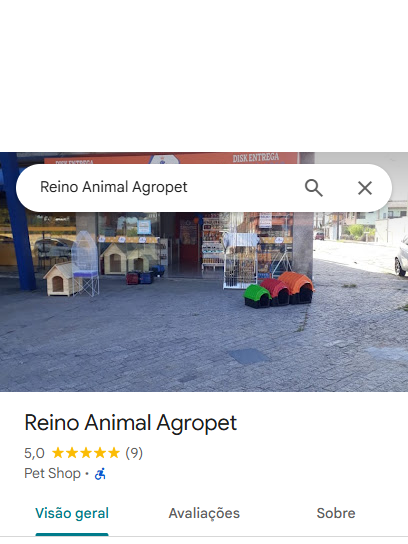 DISK ENTREGA
DISK ENTREGA
Reino Animal Agropet
Reino Animal Agropet
5,0 (9)
Pet Shop ·
Visão geral
Avaliações
Sobre